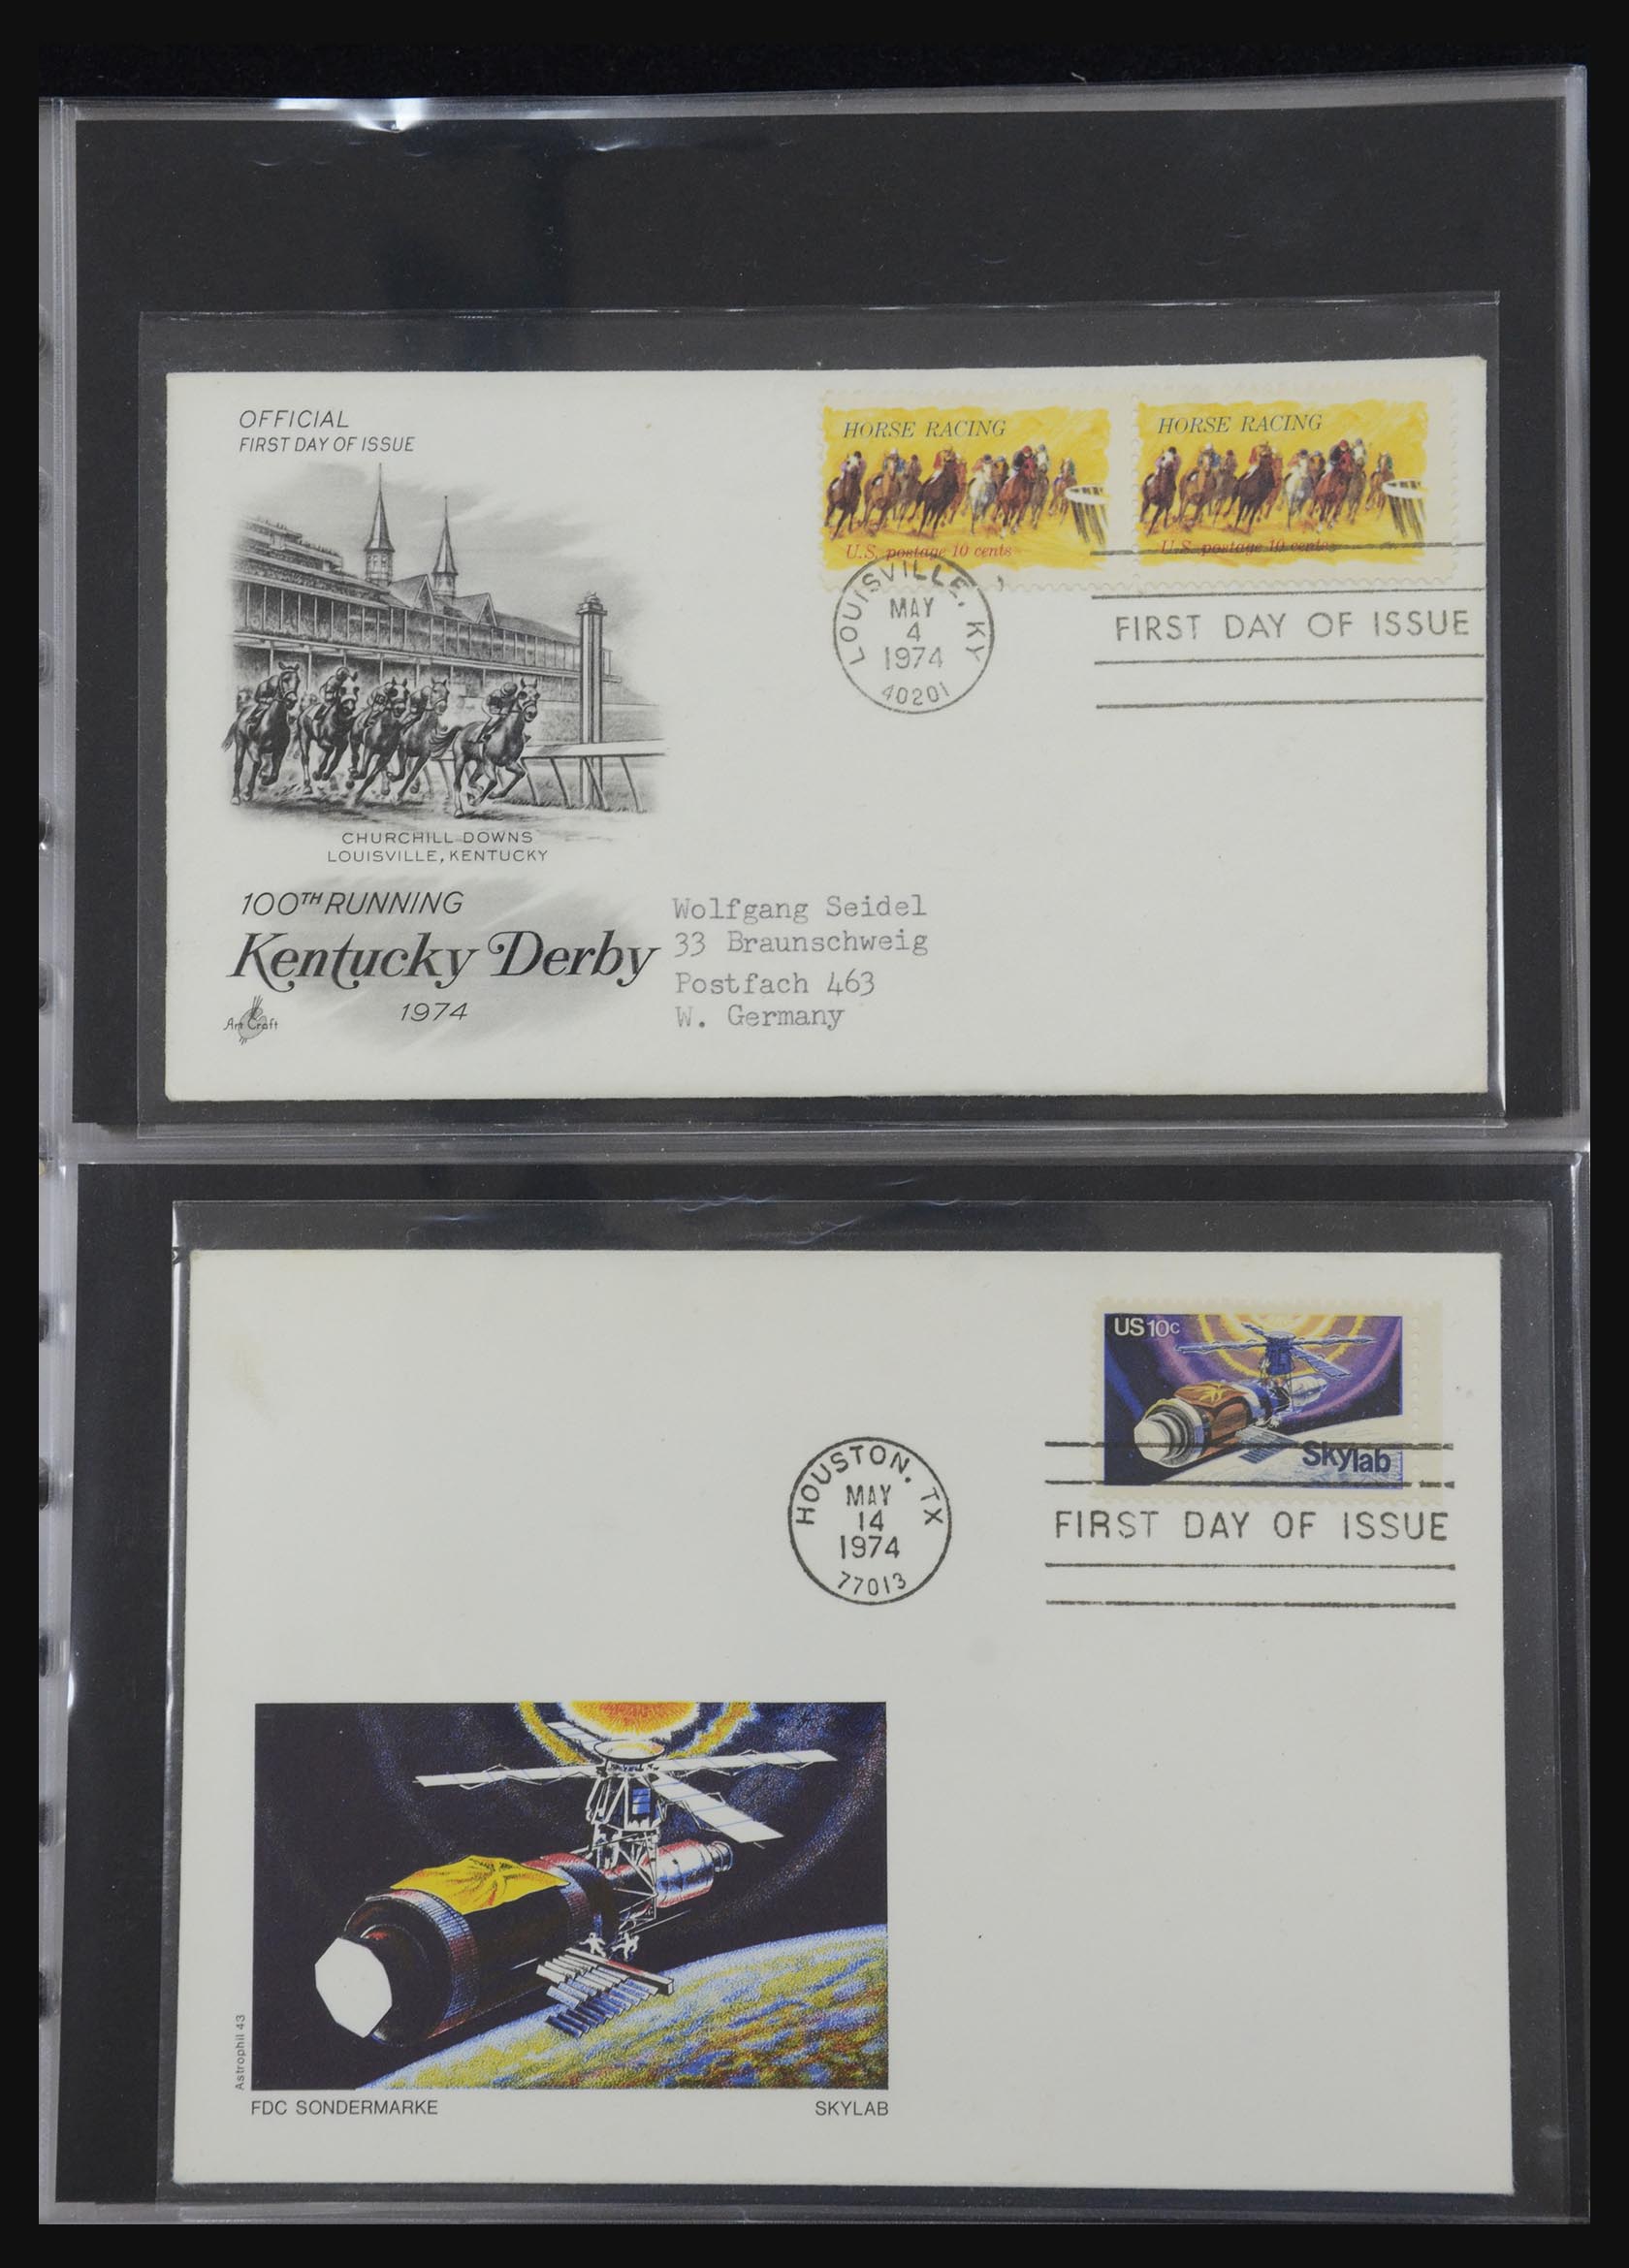 OFFICIAL
FIRST DAY OF ISSUE
HORSE RACING
U.S. postage 10 cents
HORSE RACING
U.S. postage 10 cents
LOUISVILLE, KY
MAY
4
1974
40201
FIRST DAY OF ISSUE
CHURCHILL DOWNS
LOUISVILLE, KENTUCKY
100TH RUNNING
Kentucky Derby
1974
Art Craft
Wolfgang Seidel
33 Braunschweig
Postfach 463
W. Germany
US 10c
Skylab
HOUSTON, TX
MAY
14
1974
77013
FIRST DAY OF ISSUE
Astrophil 43
FDC SONDERMARKE
SKYLAB